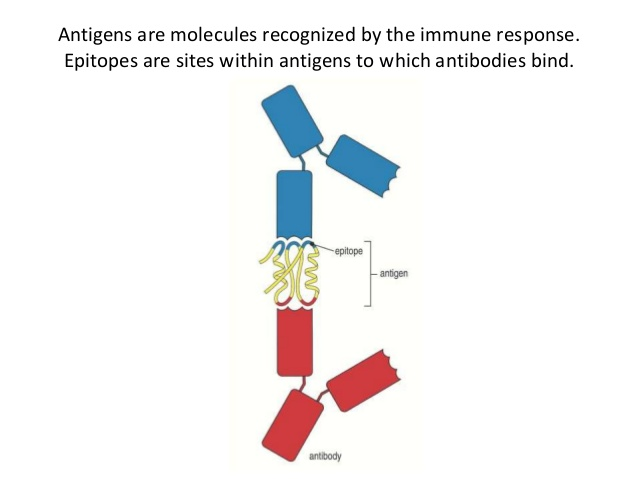 Antigens are molecules recognized by the immune response.
Epitopes are sites within antigens to which antibodies bind.
epitope
antigen
antibody